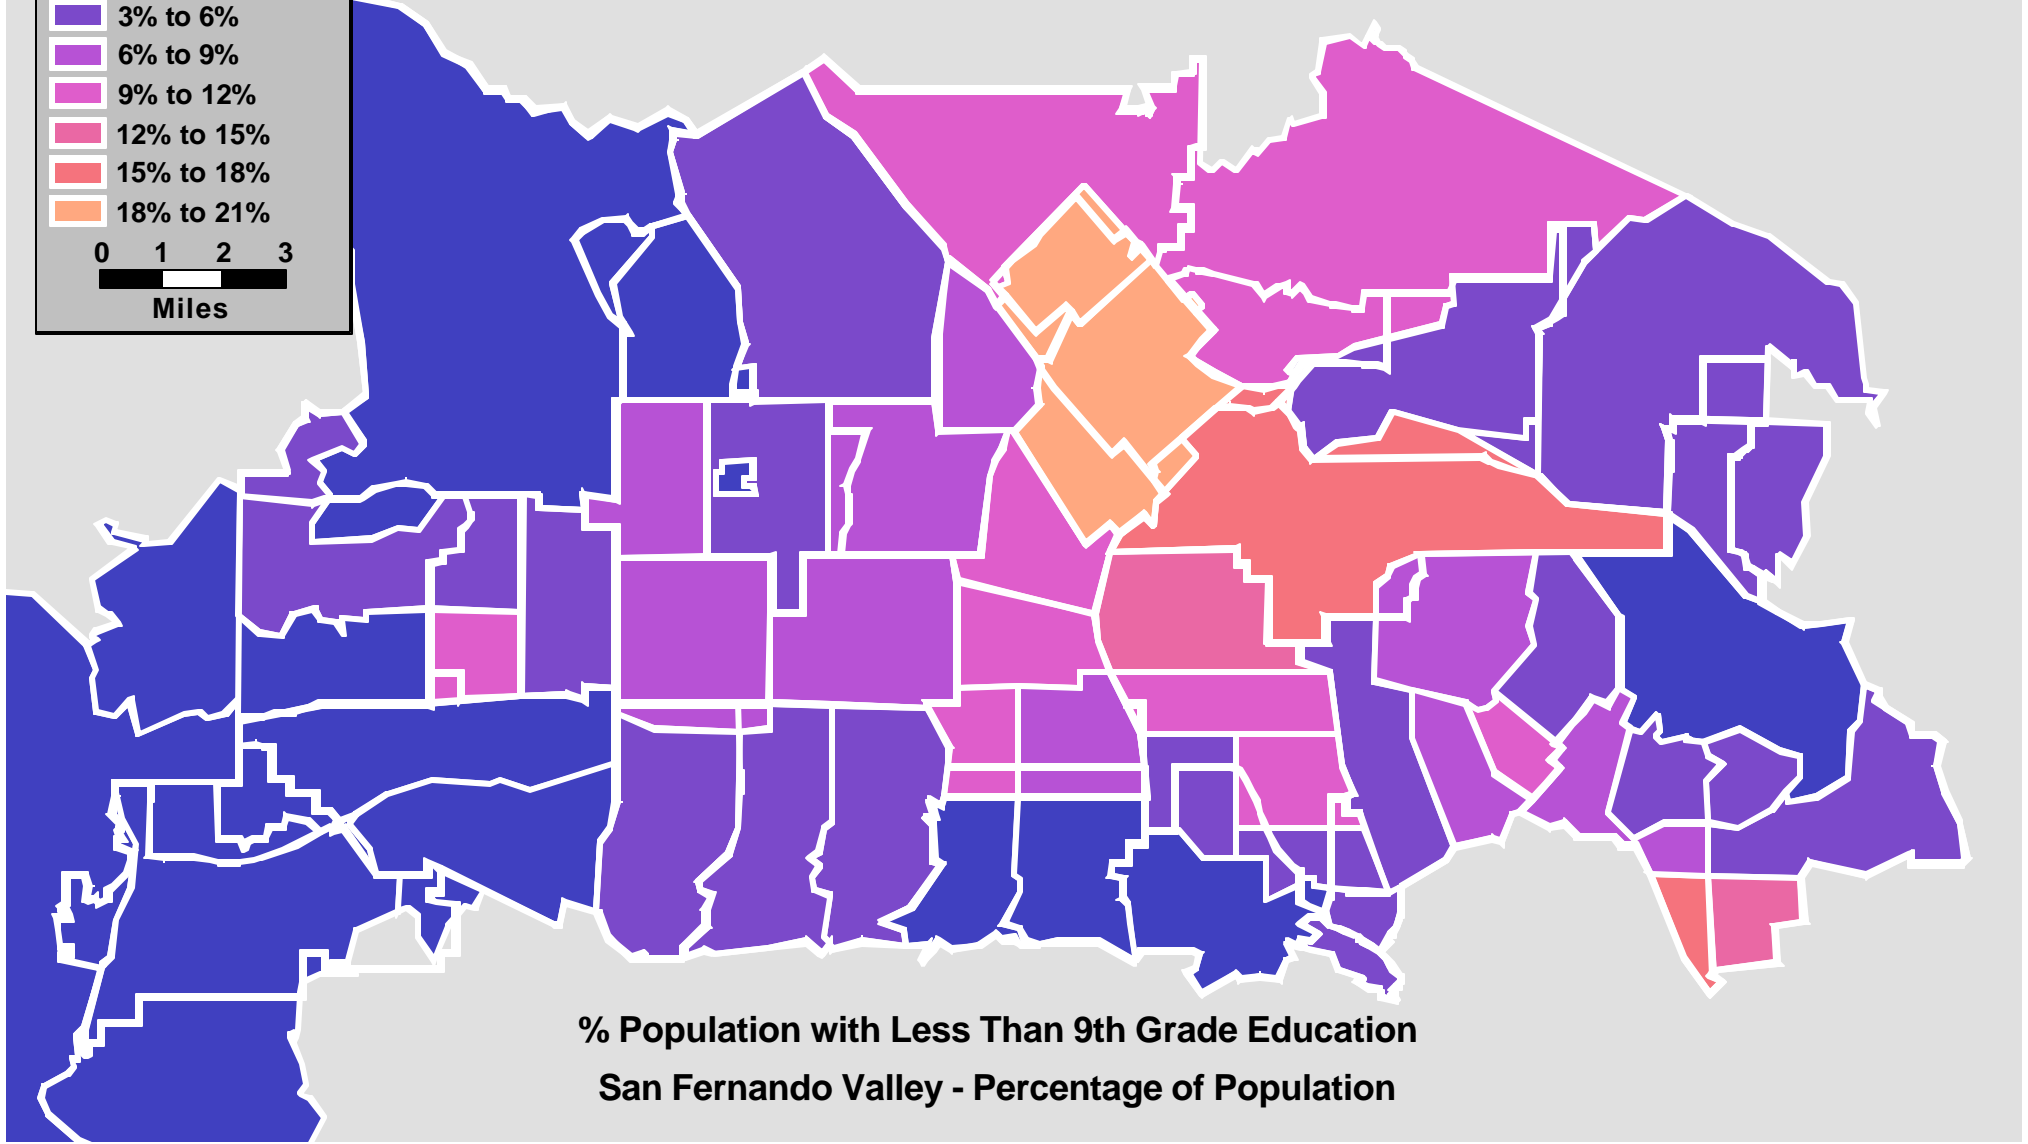 3% to 6%
6% to 9%
9% to 12%
12% to 15%
15% to 18%
18% to 21%
0 1 2 3
Miles
% Population with Less Than 9th Grade Education
San Fernando Valley - Percentage of Population